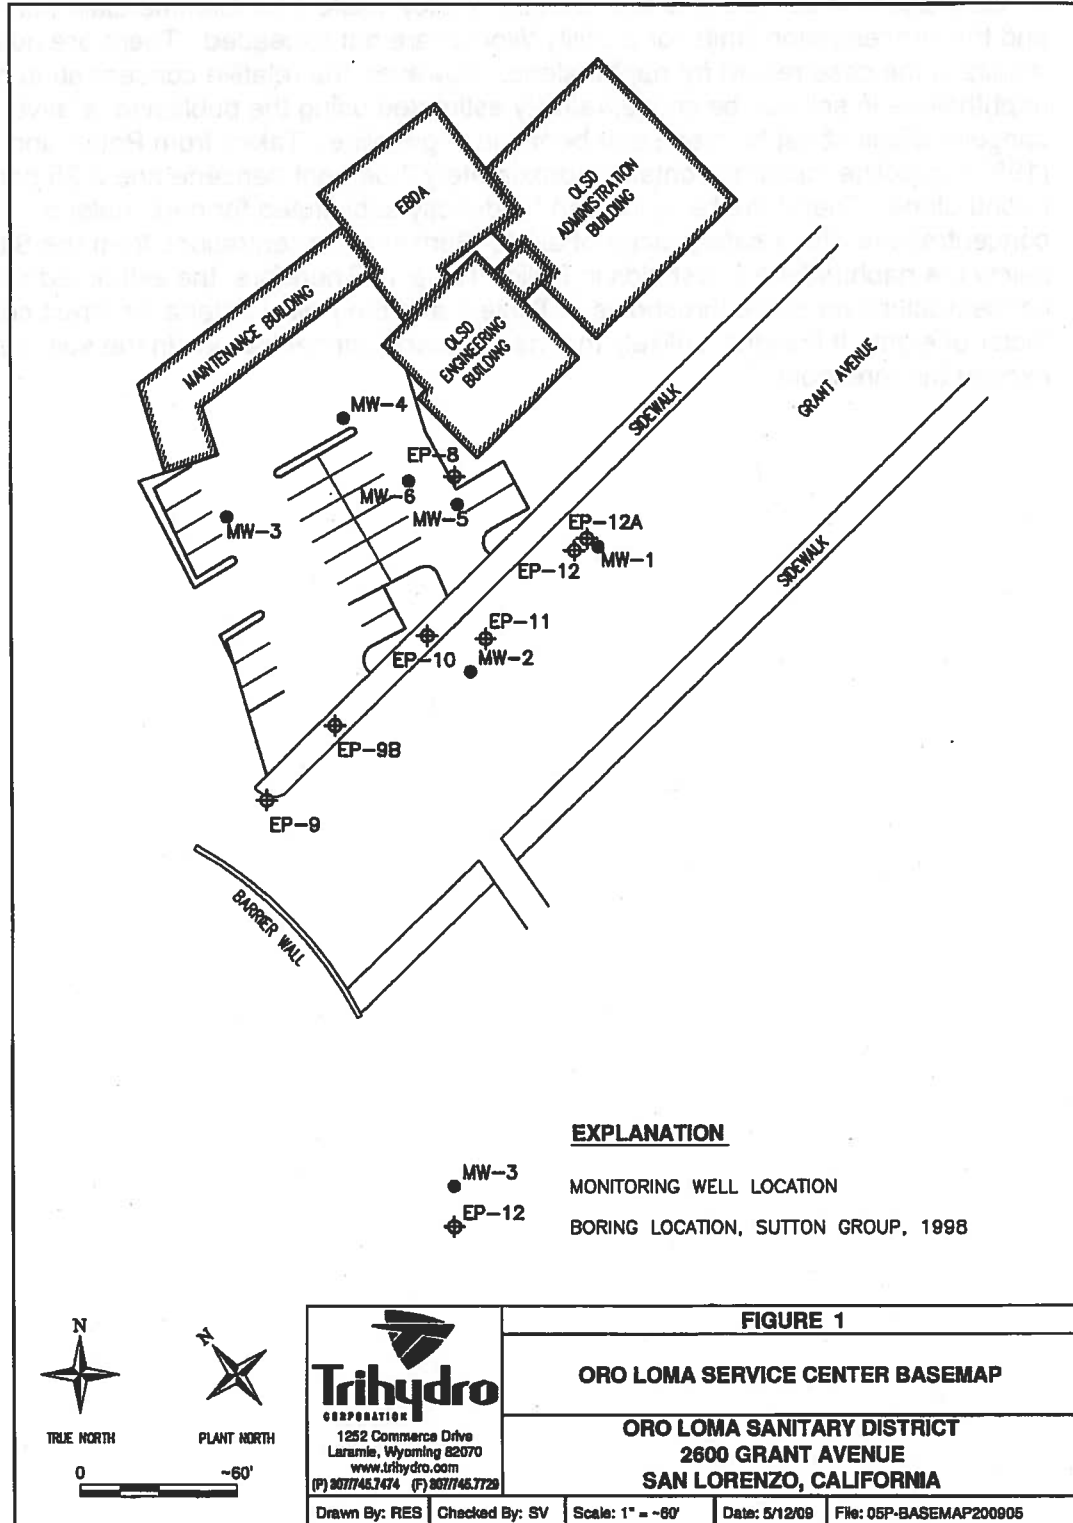 EBDA
OLSD
ADMINISTRATION
BUILDING
MAINTENANCE BUILDING
OLSD
ENGINEERING
BUILDING
SIDEWALK
GRANT AVENUE
MW-4
EP-8
MW-6
MW-5
MW-3
EP-12A
EP-12
MW-1
SIDEWALK
EP-11
EP-10
MW-2
EP-9B
EP-9
BARRIER WALL
EXPLANATION
MW-3
MONITORING WELL LOCATION
EP-12
BORING LOCATION, SUTTON GROUP, 1998
N
TRUE NORTH
N
PLANT NORTH
0 ~60'
Trihydro
CORPORATION
1252 Commerce Drive
Laramie, Wyoming 82070
www.trihydro.com
(P) 307/745.7474 (F) 307/745.7729
FIGURE 1
ORO LOMA SERVICE CENTER BASEMAP
ORO LOMA SANITARY DISTRICT
2600 GRANT AVENUE
SAN LORENZO, CALIFORNIA
Drawn By: RES
Checked By: SV
Scale: 1" = ~60'
Date: 5/12/09
File: 05P-BASEMAP200905